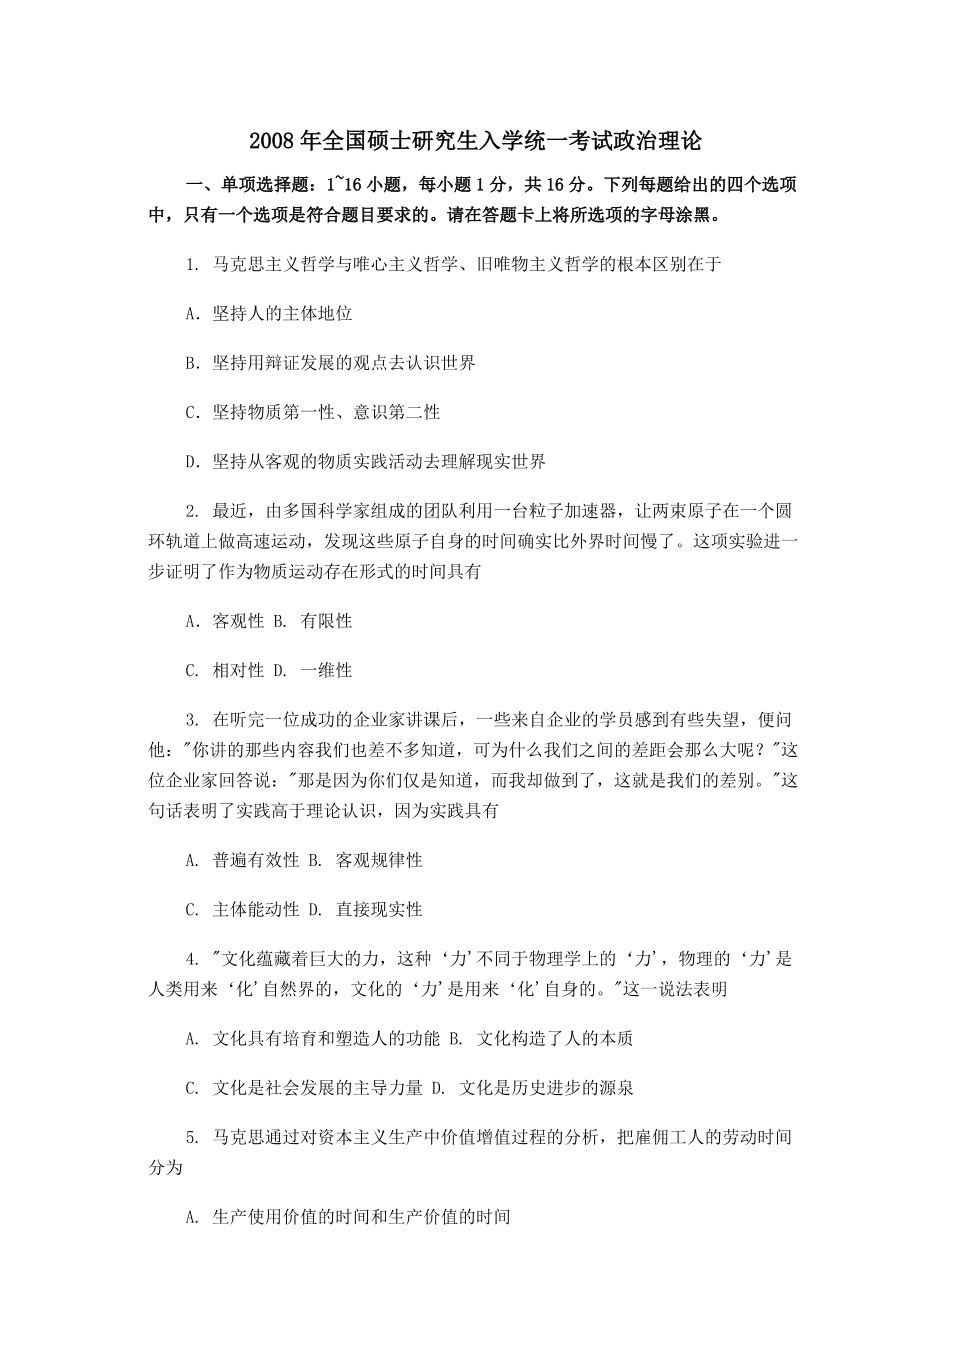 2008 年全国硕士研究生入学统一考试政治理论
一、单项选择题：1~16 小题，每小题 1 分，共 16 分。下列每题给出的四个选项
中，只有一个选项是符合题目要求的。请在答题卡上将所选项的字母涂黑。
1. 马克思主义哲学与唯心主义哲学、旧唯物主义哲学的根本区别在于
A．坚持人的主体地位
B．坚持用辩证发展的观点去认识世界
C．坚持物质第一性、意识第二性
D．坚持从客观的物质实践活动去理解现实世界
2. 最近，由多国科学家组成的团队利用一台粒子加速器，让两束原子在一个圆
环轨道上做高速运动，发现这些原子自身的时间确实比外界时间慢了。这项实验进一
步证明了作为物质运动存在形式的时间具有
A．客观性 B. 有限性
C. 相对性 D. 一维性
3. 在听完一位成功的企业家讲课后，一些来自企业的学员感到有些失望，便问
他："你讲的那些内容我们也差不多知道，可为什么我们之间的差距会那么大呢？"这
位企业家回答说："那是因为你们仅是知道，而我却做到了，这就是我们的差别。"这
句话表明了实践高于理论认识，因为实践具有
A. 普遍有效性 B. 客观规律性
C. 主体能动性 D. 直接现实性
4. "文化蕴藏着巨大的力，这种‘力'不同于物理学上的‘力'，物理的‘力'是
人类用来‘化'自然界的，文化的‘力'是用来‘化'自身的。"这一说法表明
A. 文化具有培育和塑造人的功能 B. 文化构造了人的本质
C. 文化是社会发展的主导力量 D. 文化是历史进步的源泉
5. 马克思通过对资本主义生产中价值增值过程的分析，把雇佣工人的劳动时间
分为
A. 生产使用价值的时间和生产价值的时间